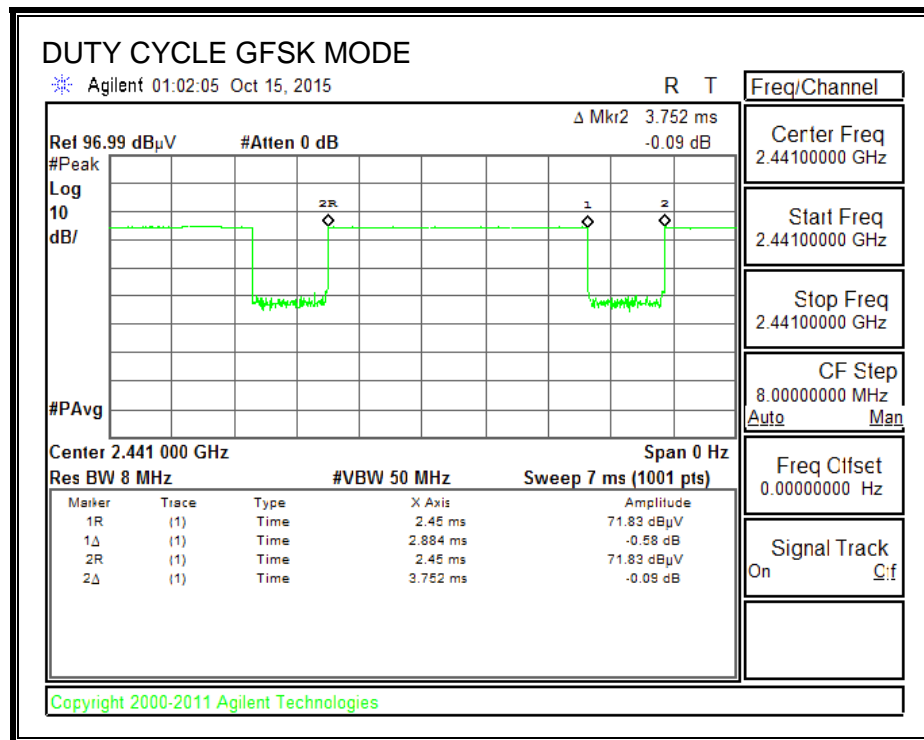 DUTY CYCLE GFSK MODE
Agilent 01:02:05 Oct 15, 2015 R T
Δ Mkr2 3.752 ms
Ref 96.99 dBµV #Atten 0 dB -0.09 dB
#Peak
Log
10
dB/
2R 1 2
#PAvg
Center 2.441 000 GHz Span 0 Hz
Res BW 8 MHz #VBW 50 MHz Sweep 7 ms (1001 pts)
Marker Trace Type X Axis Amplitude
1R (1) Time 2.45 ms 71.83 dBµV
1Δ (1) Time 2.884 ms -0.58 dB
2R (1) Time 2.45 ms 71.83 dBµV
2Δ (1) Time 3.752 ms -0.09 dB
Copyright 2000-2011 Agilent Technologies
Freq/Channel
Center Freq
2.44100000 GHz
Start Freq
2.44100000 GHz
Stop Freq
2.44100000 GHz
CF Step
8.00000000 MHz
Auto Man
Freq Offset
0.00000000 Hz
Signal Track
On Off